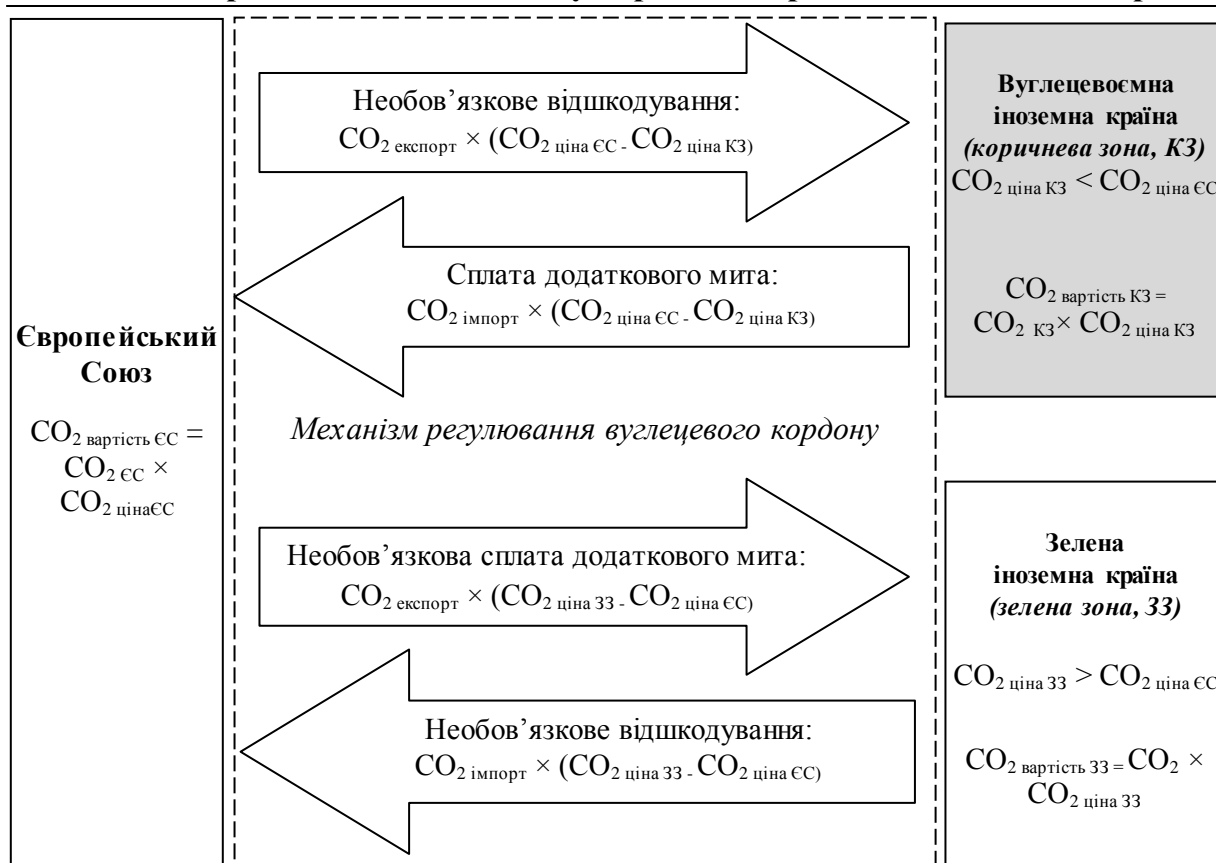 Необов’язкове відшкодування:
CO2 експорт × (CO2 ціна ЄС - CO2 ціна КЗ)
Вуглецевоємна
іноземна країна
(коричнева зона, КЗ)
CO2 ціна КЗ < CO2 ціна ЄС
CO2 вартість КЗ =
CO2 КЗ × CO2 ціна КЗ
Сплата додаткового мита:
CO2 імпорт × (CO2 ціна ЄС - CO2 ціна КЗ)
Європейський
Союз
CO2 вартість ЄС =
CO2 ЄС ×
CO2 цінаЄС
Механізм регулювання вуглецевого кордону
Необов’язкова сплата додаткового мита:
CO2 експорт × (CO2 ціна ЗЗ - CO2 ціна ЄС)
Зелена
іноземна країна
(зелена зона, ЗЗ)
CO2 ціна ЗЗ > CO2 ціна ЄС
CO2 вартість ЗЗ = CO2 ×
CO2 ціна ЗЗ
Необов’язкове відшкодування:
CO2 імпорт × (CO2 ціна ЗЗ - CO2 ціна ЄС)